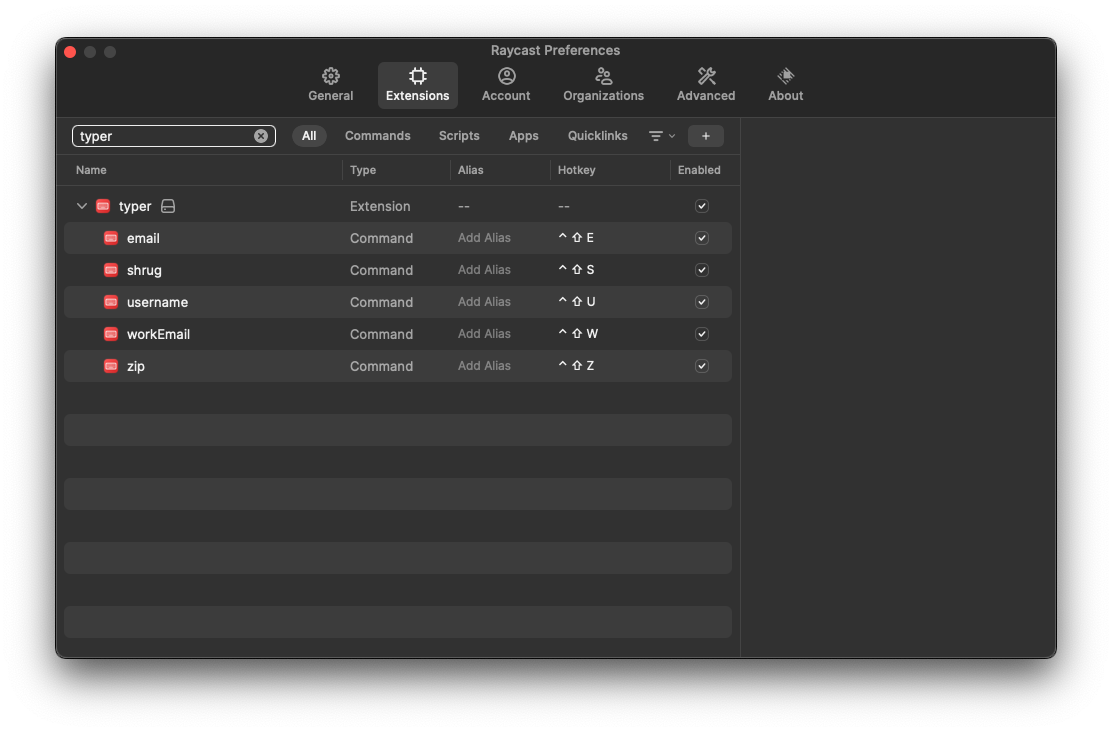 Raycast Preferences
General Extensions Account Organizations Advanced About
typer All Commands Scripts Apps Quicklinks +
Name Type Alias Hotkey Enabled
typer Extension -- --
email Command Add Alias ^ ⇧ E
shrug Command Add Alias ^ ⇧ S
username Command Add Alias ^ ⇧ U
workEmail Command Add Alias ^ ⇧ W
zip Command Add Alias ^ ⇧ Z